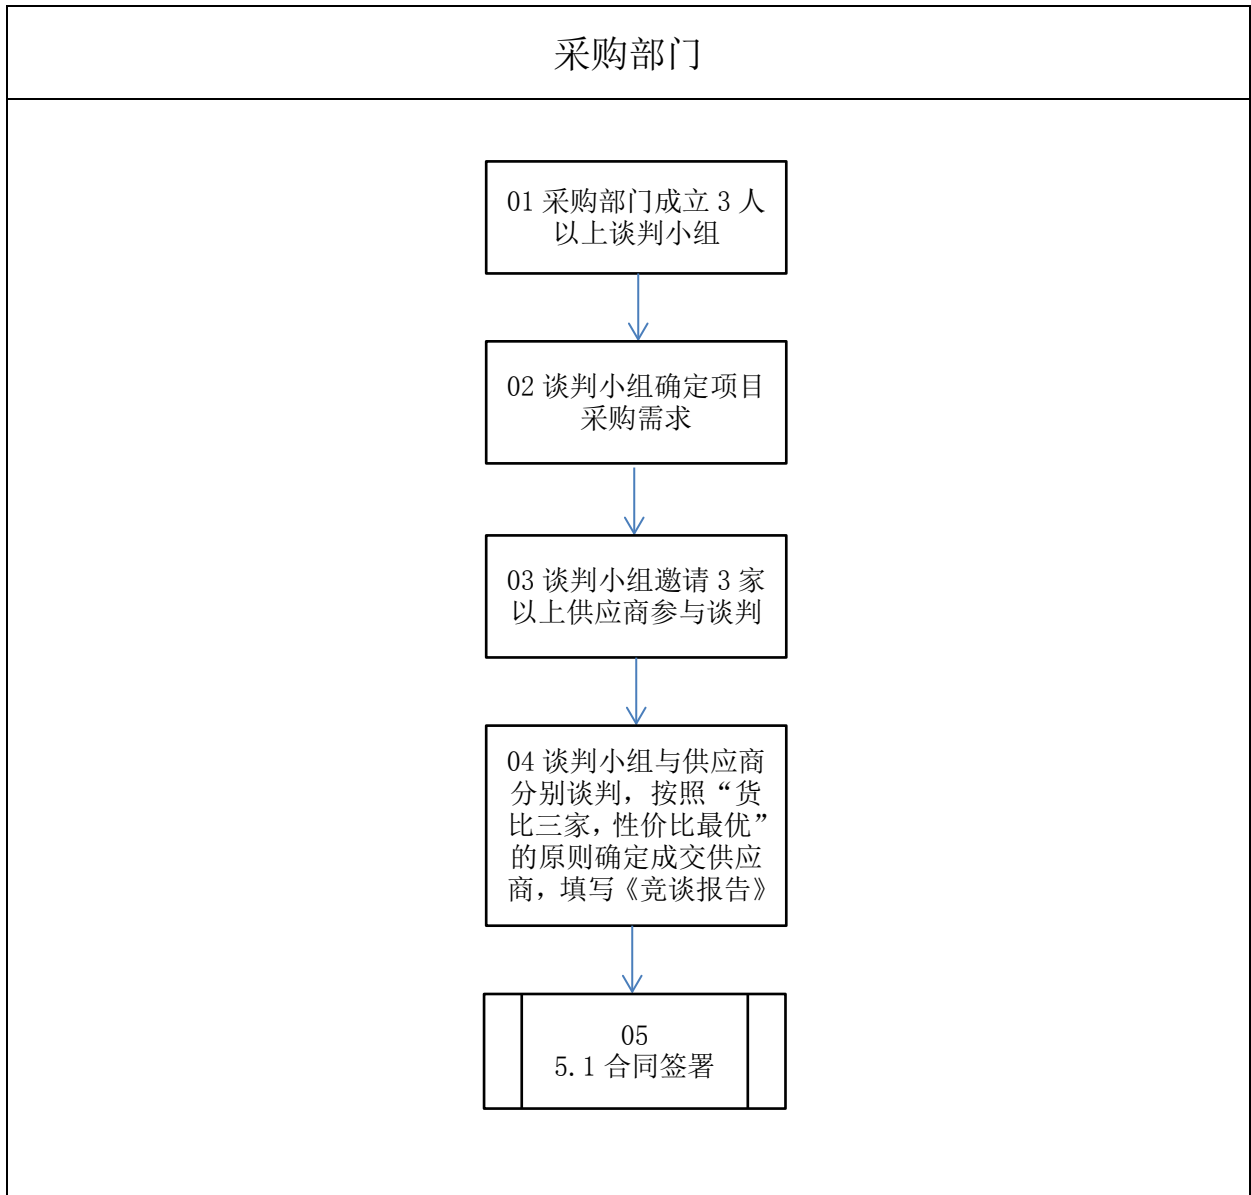 采购部门
01 采购部门成立 3 人
以上谈判小组
02 谈判小组确定项目
采购需求
03 谈判小组邀请 3 家
以上供应商参与谈判
04 谈判小组与供应商
分别谈判，按照“货
比三家，性价比最优”
的原则确定成交供应
商，填写《竞谈报告》
05
5.1 合同签署